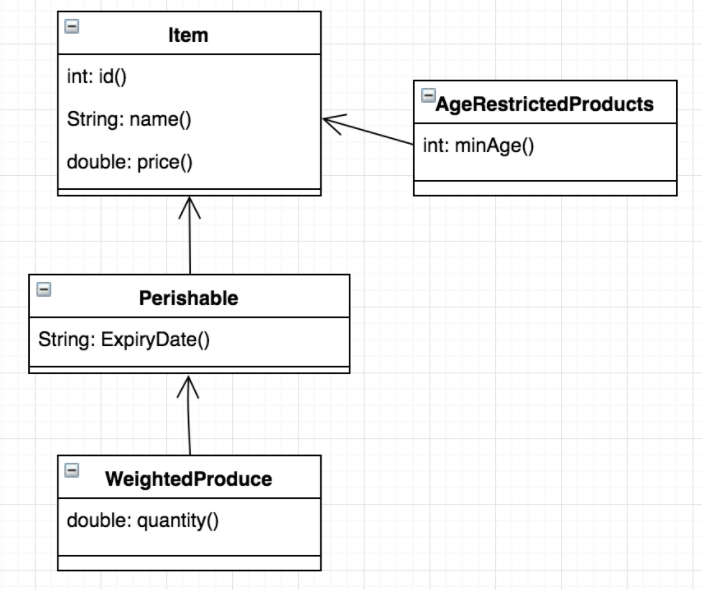 Item
int: id()
String: name()
double: price()
AgeRestrictedProducts
int: minAge()
Perishable
String: ExpiryDate()
WeightedProduce
double: quantity()